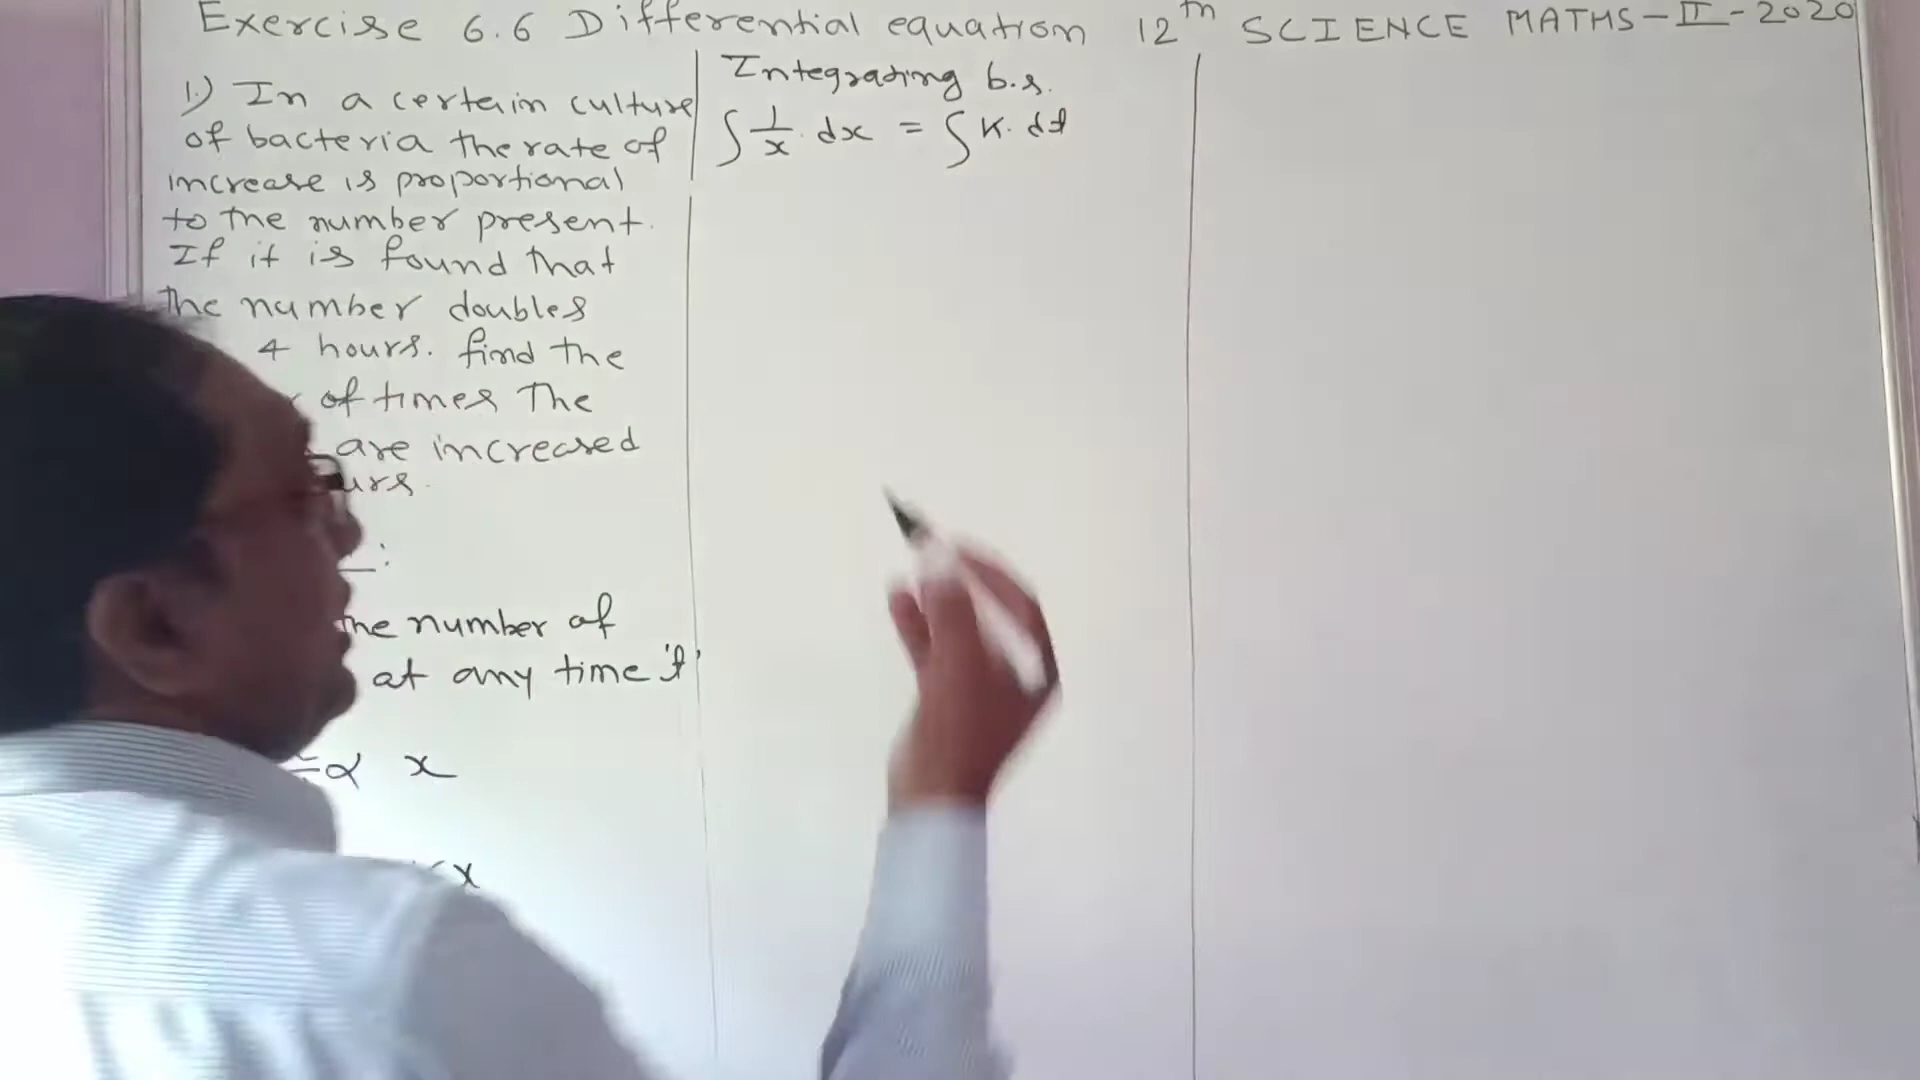 Exercise 6.6 Differential equation 12th SCIENCE MATHS-II-2020
1.) In a certain culture
of bacteria the rate of
increase is proportional
to the number present.
If it is found that
the number doubles
4 hours. find the
of times The
are increased
urs.
:
the number of
at any time 't'
∝ x
x
Integrating b.s.
∫ 1/x . dx = ∫ K. dt